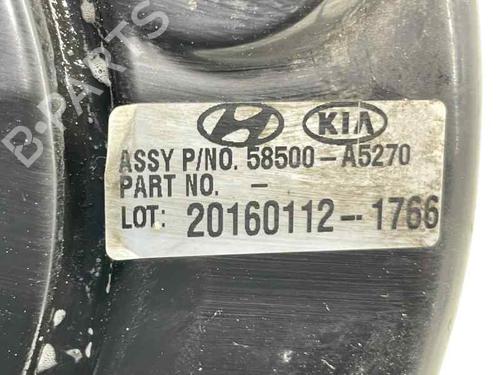 B-PARTS
KIA
ASSY P/NO. 58500-A5270
PART NO. -
LOT: 20160112-1766